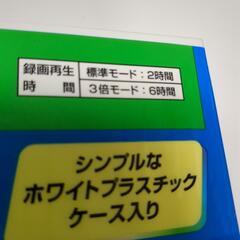 録画再生時間
標準モード：2時間
3倍モード：6時間
シンプルな
ホワイトプラスチック
ケース入り